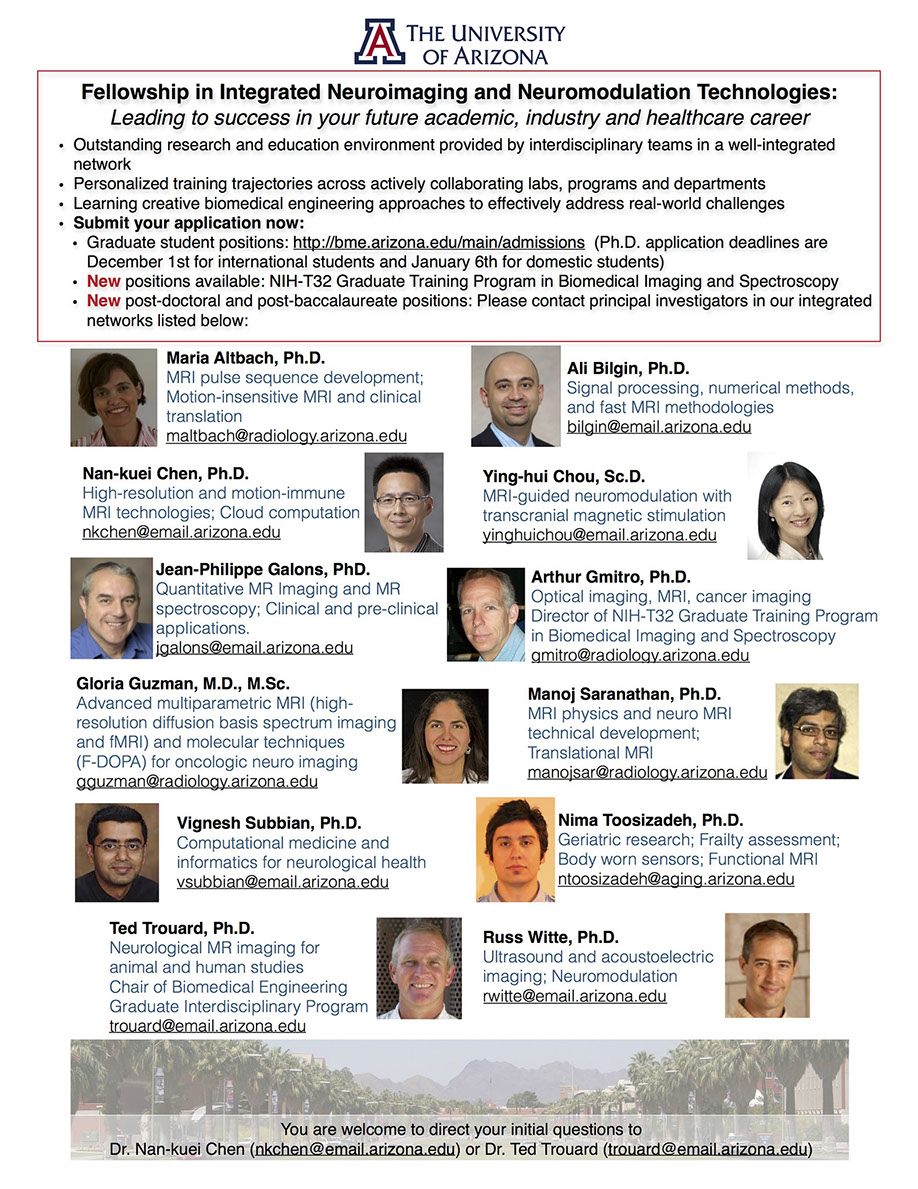 THE UNIVERSITY
OF ARIZONA
Fellowship in Integrated Neuroimaging and Neuromodulation Technologies:
Leading to success in your future academic, industry and healthcare career
• Outstanding research and education environment provided by interdisciplinary teams in a well-integrated
network
• Personalized training trajectories across actively collaborating labs, programs and departments
• Learning creative biomedical engineering approaches to effectively address real-world challenges
• Submit your application now:
• Graduate student positions: http://bme.arizona.edu/main/admissions (Ph.D. application deadlines are
December 1st for international students and January 6th for domestic students)
• New positions available: NIH-T32 Graduate Training Program in Biomedical Imaging and Spectroscopy
• New post-doctoral and post-baccalaureate positions: Please contact principal investigators in our integrated
networks listed below:
Maria Altbach, Ph.D.
MRI pulse sequence development;
Motion-insensitive MRI and clinical
translation
maltbach@radiology.arizona.edu
Ali Bilgin, Ph.D.
Signal processing, numerical methods,
and fast MRI methodologies
bilgin@email.arizona.edu
Nan-kuei Chen, Ph.D.
High-resolution and motion-immune
MRI technologies; Cloud computation
nkchen@email.arizona.edu
Ying-hui Chou, Sc.D.
MRI-guided neuromodulation with
transcranial magnetic stimulation
yinghuichou@email.arizona.edu
Jean-Philippe Galons, PhD.
Quantitative MR Imaging and MR
spectroscopy; Clinical and pre-clinical
applications.
jgalons@email.arizona.edu
Arthur Gmitro, Ph.D.
Optical imaging, MRI, cancer imaging
Director of NIH-T32 Graduate Training Program
in Biomedical Imaging and Spectroscopy
gmitro@radiology.arizona.edu
Gloria Guzman, M.D., M.Sc.
Advanced multiparametric MRI (high-
resolution diffusion basis spectrum imaging
and fMRI) and molecular techniques
(F-DOPA) for oncologic neuro imaging
gguzman@radiology.arizona.edu
Manoj Saranathan, Ph.D.
MRI physics and neuro MRI
technical development;
Translational MRI
manojsar@radiology.arizona.edu
Vignesh Subbian, Ph.D.
Computational medicine and
informatics for neurological health
vsubbian@email.arizona.edu
Nima Toosizadeh, Ph.D.
Geriatric research; Frailty assessment;
Body worn sensors; Functional MRI
ntoosizadeh@aging.arizona.edu
Ted Trouard, Ph.D.
Neurological MR imaging for
animal and human studies
Chair of Biomedical Engineering
Graduate Interdisciplinary Program
trouard@email.arizona.edu
Russ Witte, Ph.D.
Ultrasound and acoustoelectric
imaging; Neuromodulation
rwitte@email.arizona.edu
You are welcome to direct your initial questions to
Dr. Nan-kuei Chen (nkchen@email.arizona.edu) or Dr. Ted Trouard (trouard@email.arizona.edu)